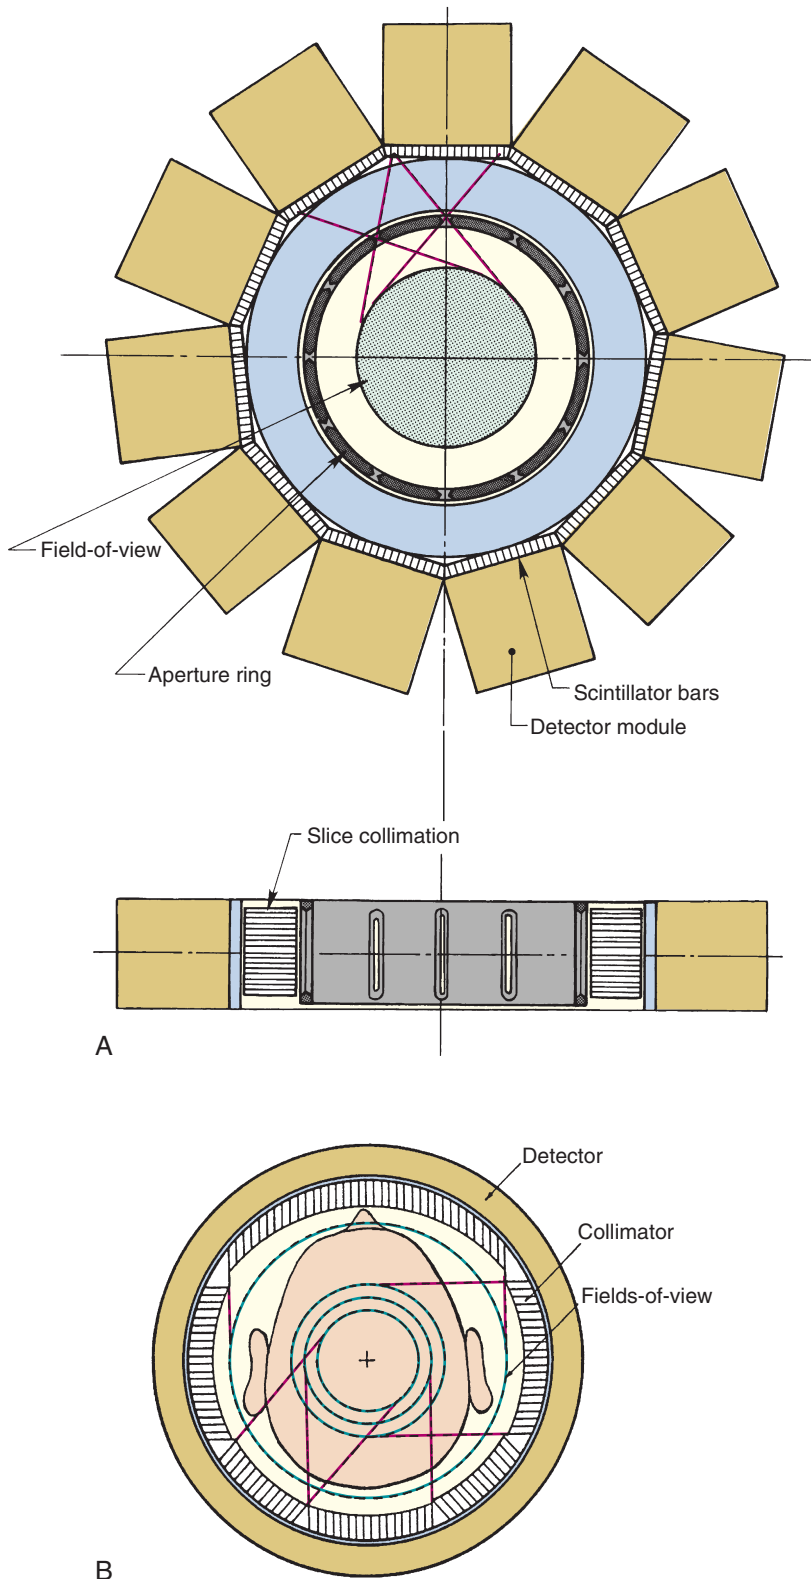 Field-of-view
Aperture ring
Scintillator bars
Detector module
Slice collimation
A
Detector
Collimator
Fields-of-view
B